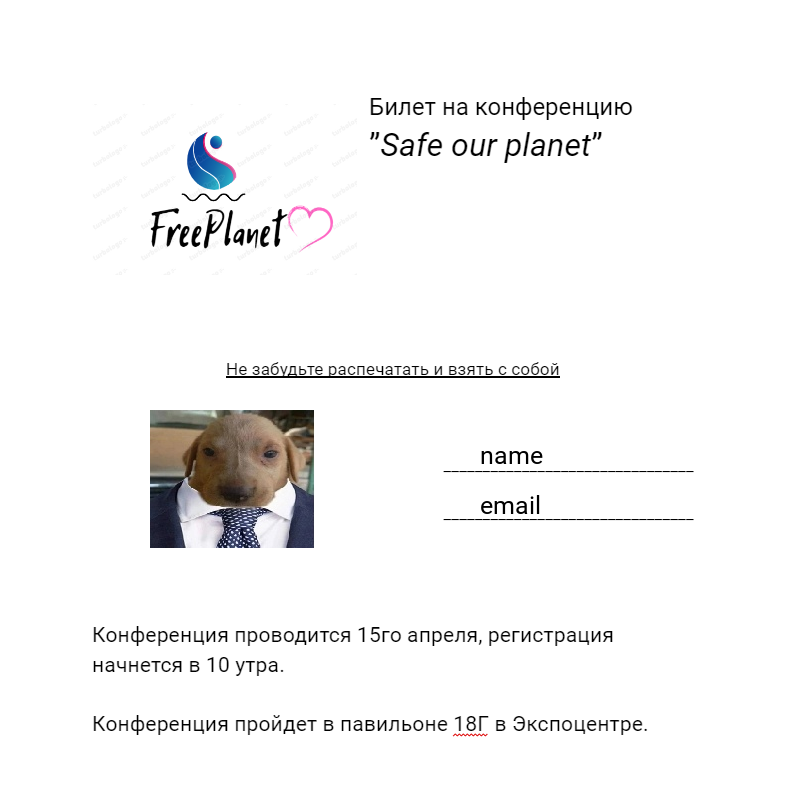 Билет на конференцию
”Safe our planet”
FreePlanet
Не забудьте распечатать и взять с собой
name
email
Конференция проводится 15го апреля, регистрация
начнется в 10 утра.
Конференция пройдет в павильоне 18Г в Экспоцентре.